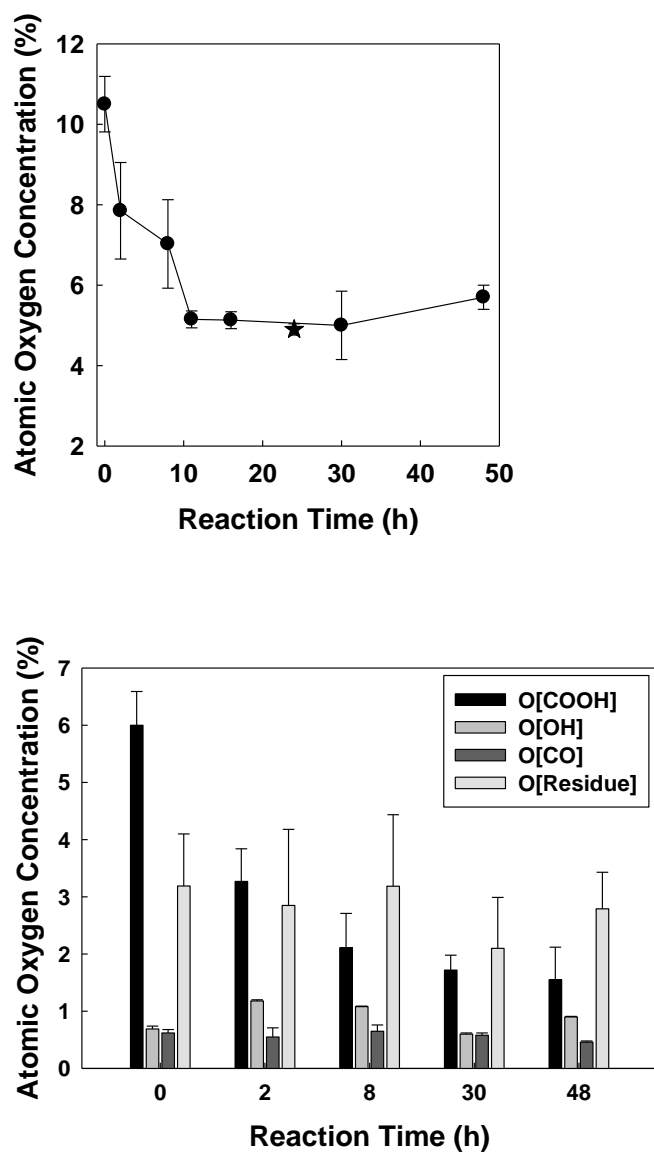 Atomic Oxygen Concentration (%)
12
10
8
6
4
2
0 10 20 30 40 50
Reaction Time (h)
Atomic Oxygen Concentration (%)
7
6
5
4
3
2
1
0
O[COOH]
O[OH]
O[CO]
O[Residue]
0 2 8 30 48
Reaction Time (h)